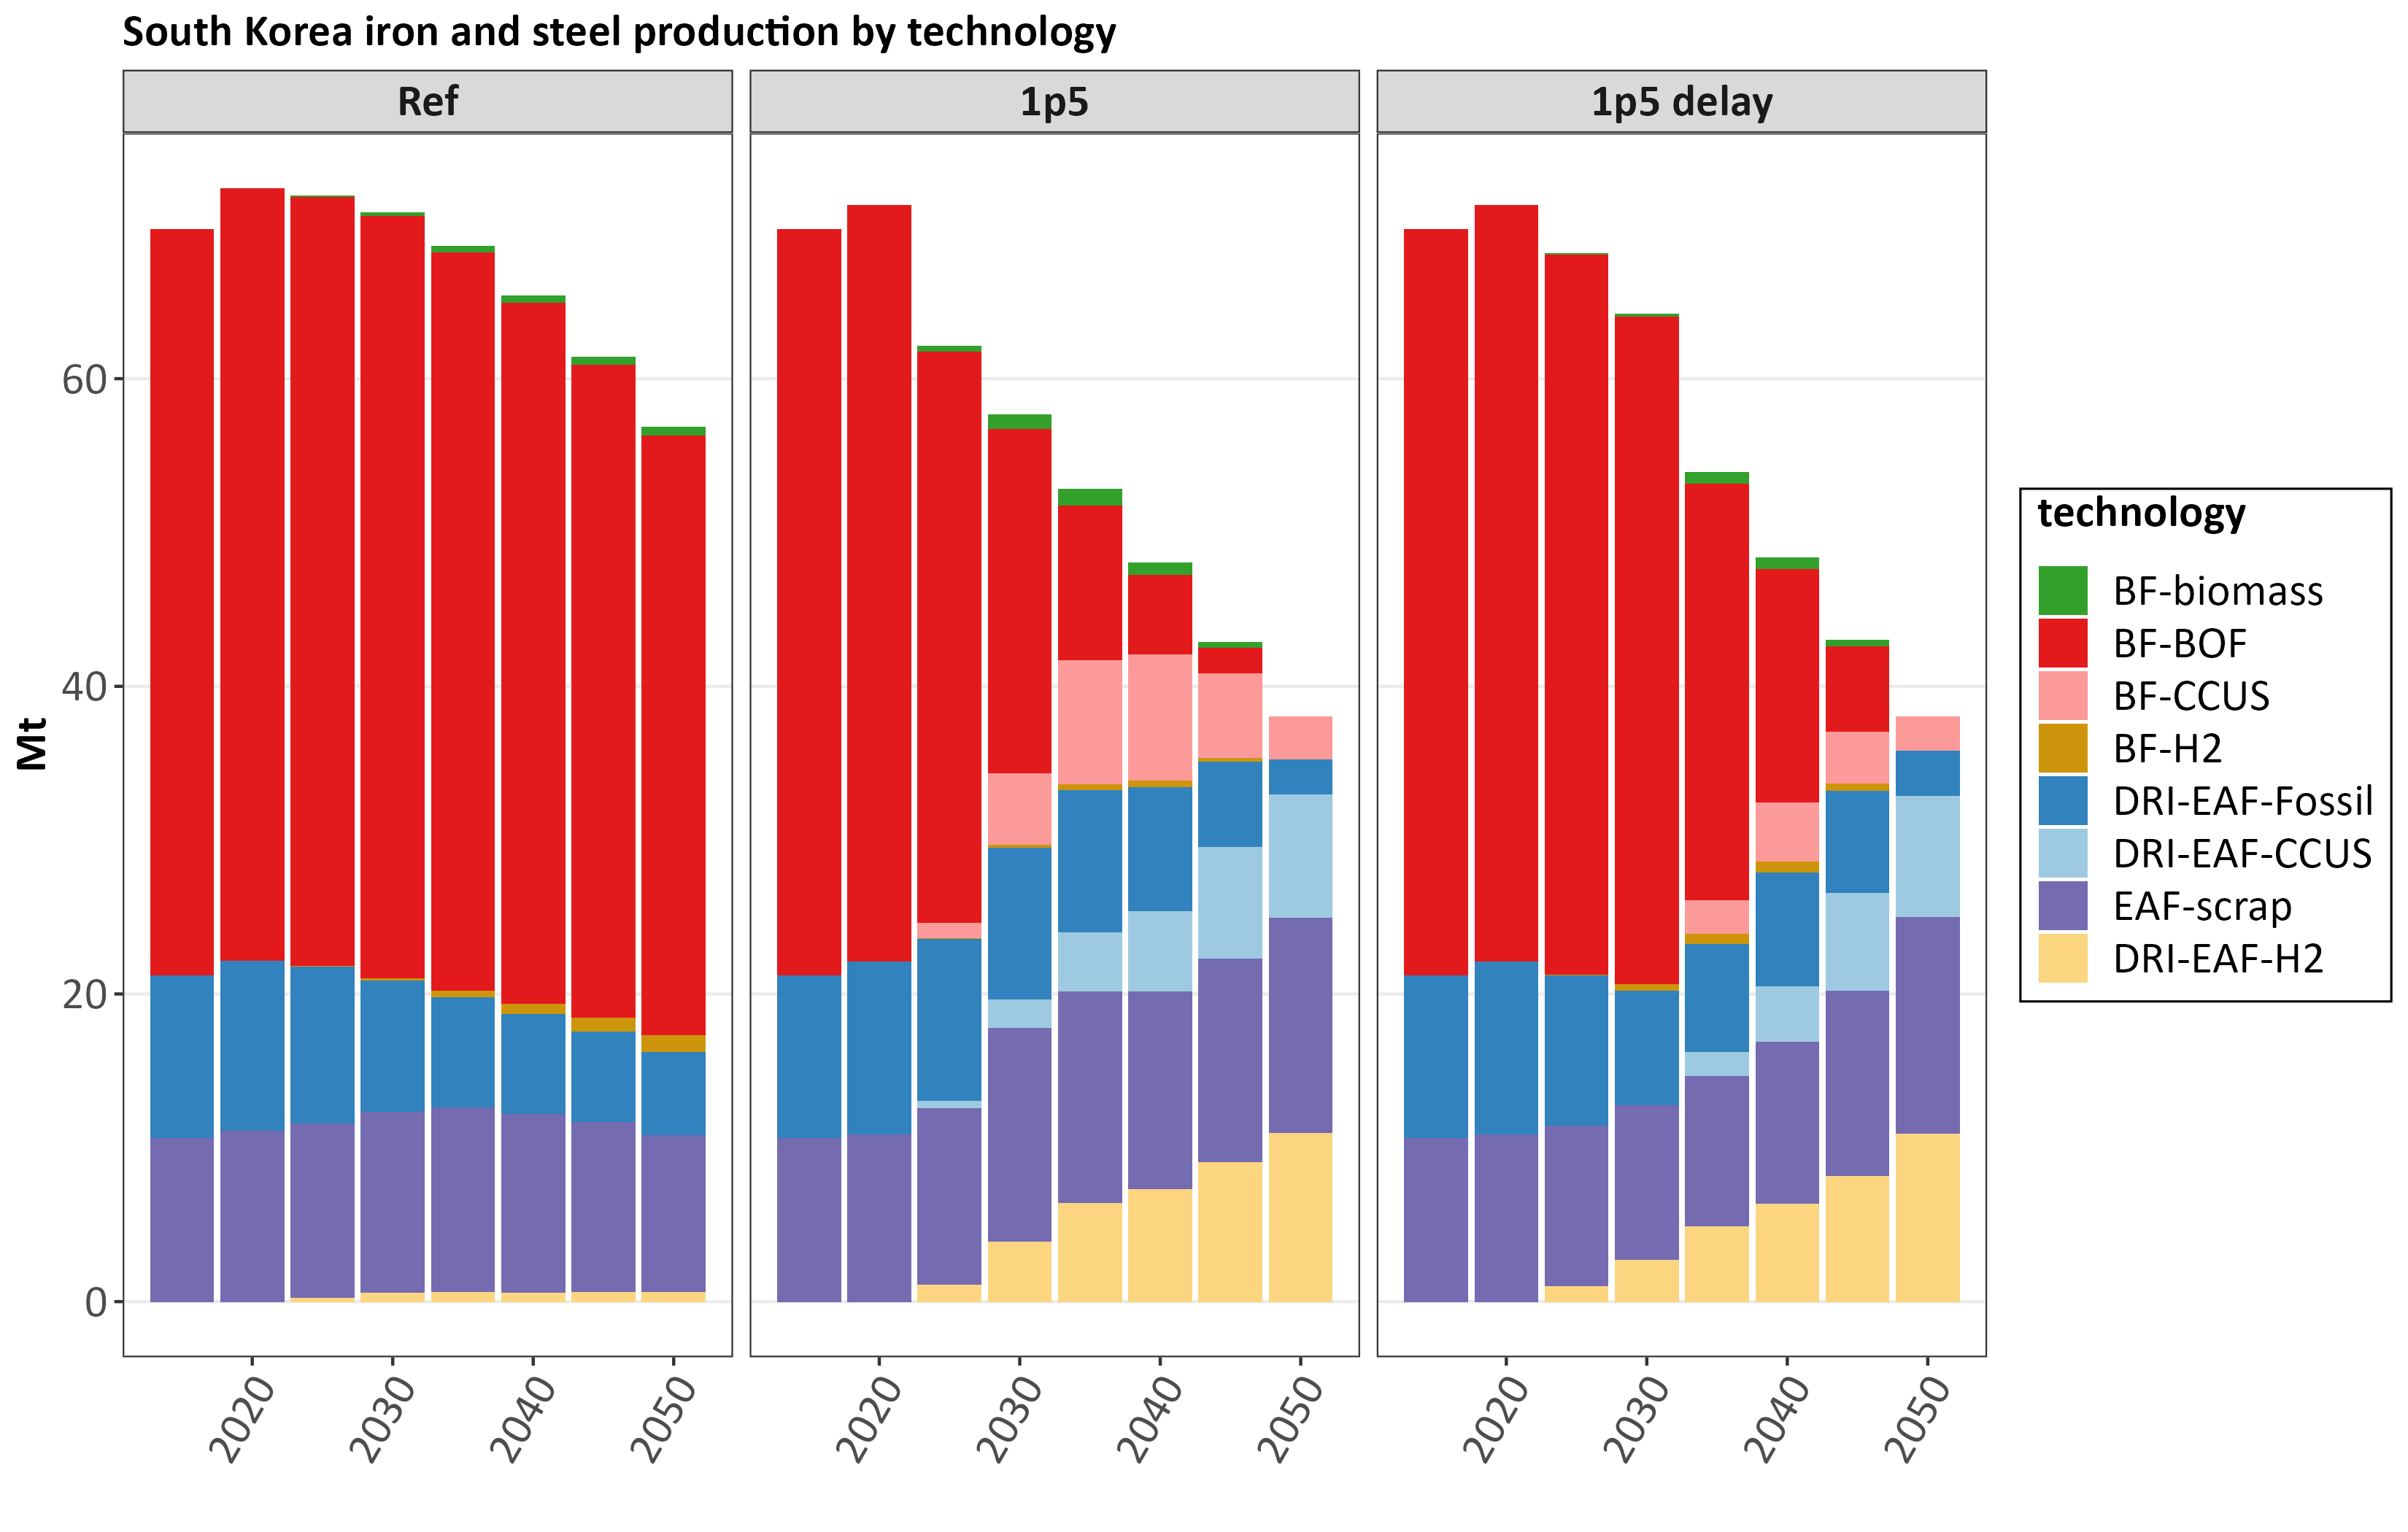 South Korea iron and steel production by technology
Ref
1p5
1p5 delay
Mt
60
40
20
0
2020
2030
2040
2050
2020
2030
2040
2050
2020
2030
2040
2050
technology
BF-biomass
BF-BOF
BF-CCUS
BF-H2
DRI-EAF-Fossil
DRI-EAF-CCUS
EAF-scrap
DRI-EAF-H2